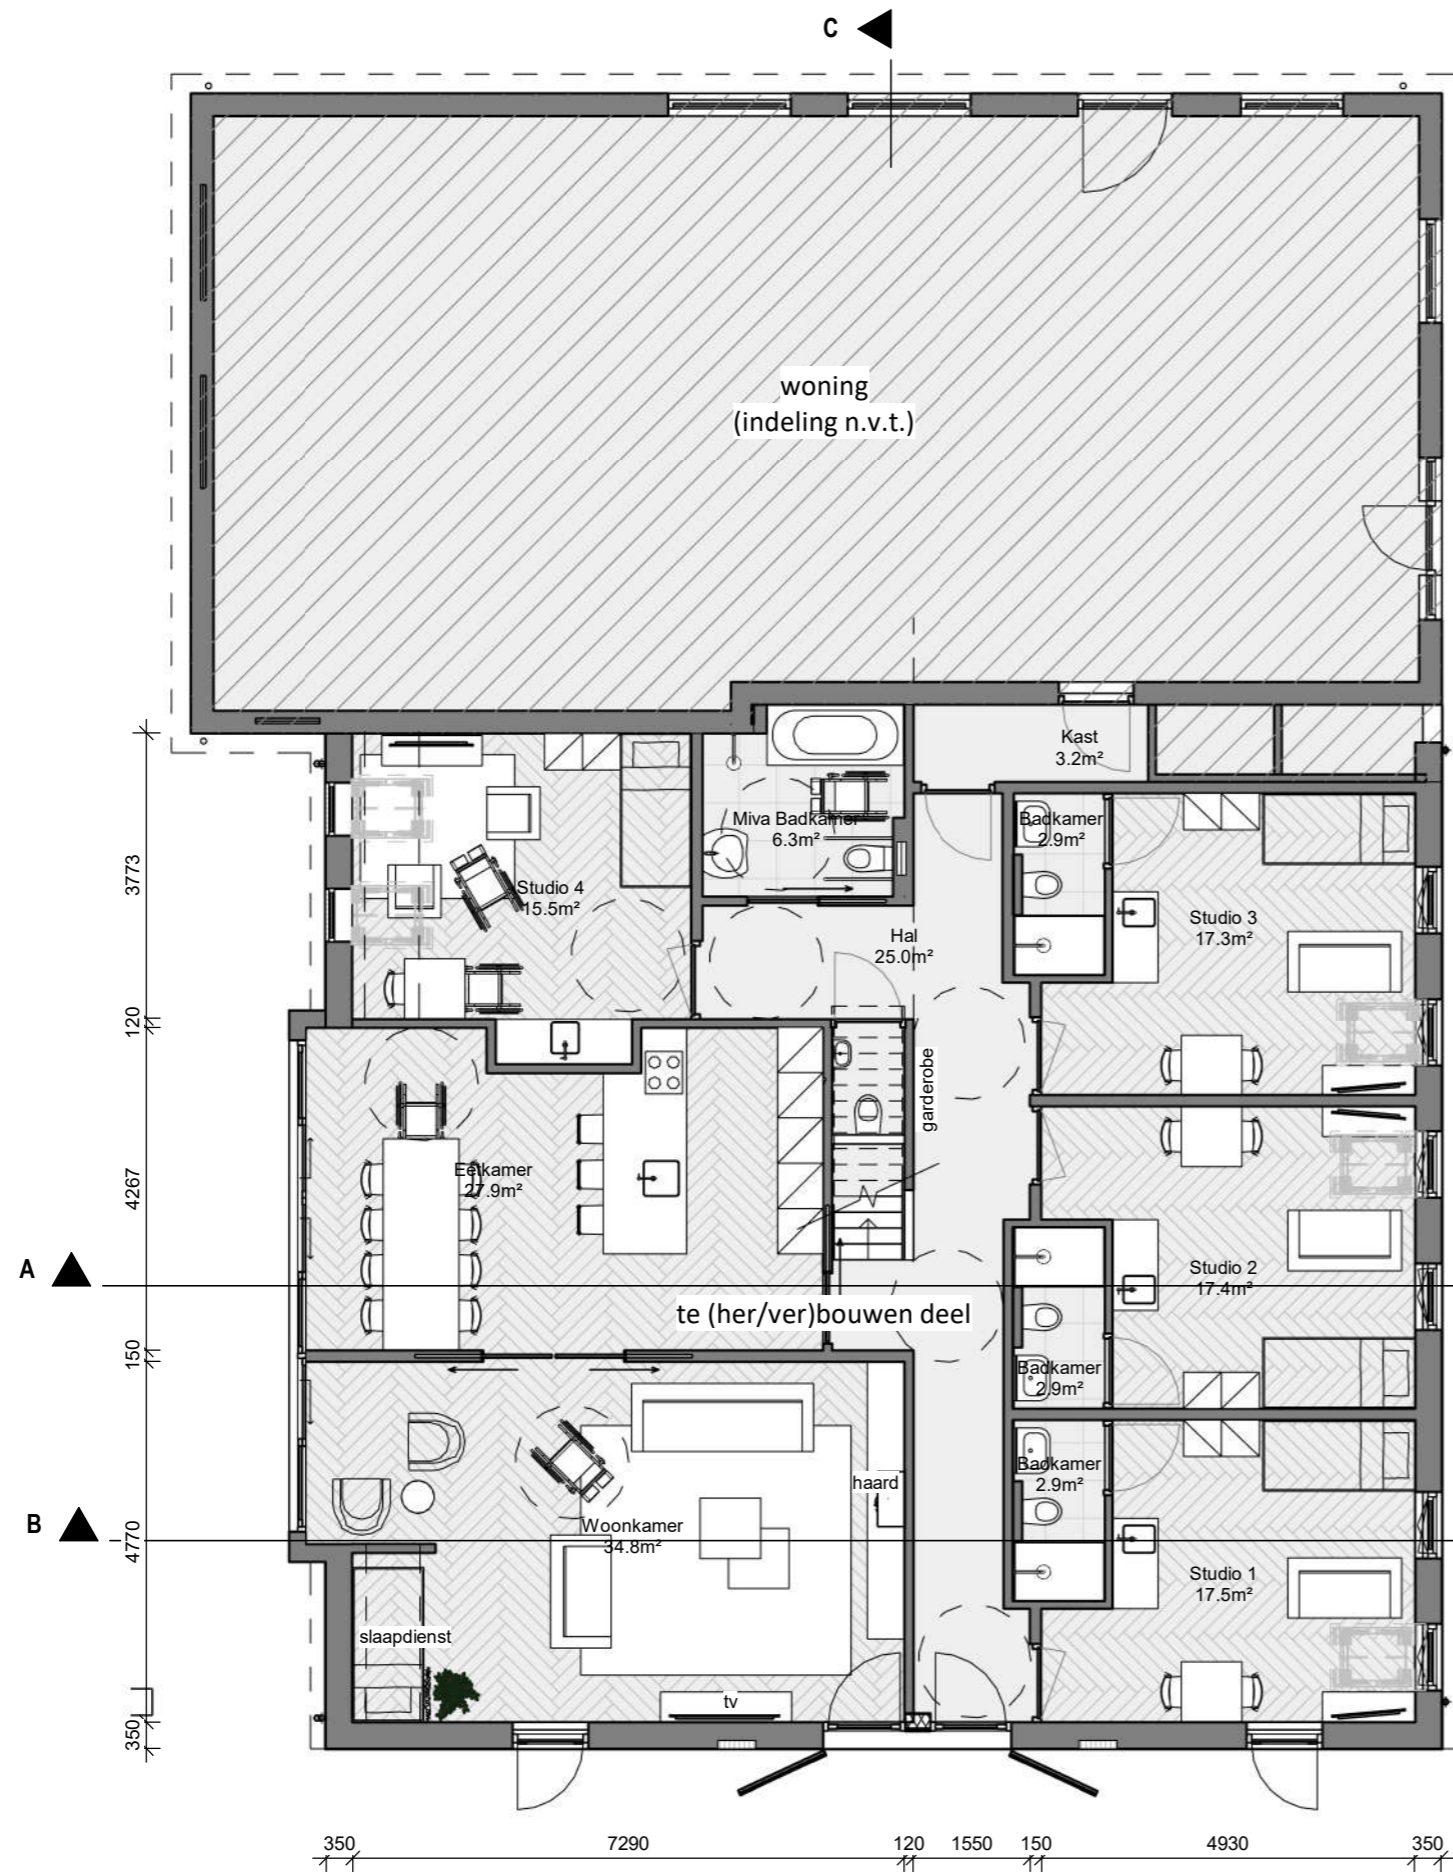 C
woning
(indeling n.v.t.)
Kast
3.2m²
Miva Badkamer
6.3m²
Badkamer
2.9m²
Studio 4
15.5m²
Studio 3
17.3m²
Hal
25.0m²
3773
120
garderobe
Eetkamer
27.9m²
4267
A
Studio 2
17.4m²
te (her/ver)bouwen deel
150
Badkamer
2.9m²
Badkamer
2.9m²
haard
B
Woonkamer
34.8m²
4770
Studio 1
17.5m²
slaapdienst
tv
350
350
7290
120
1550
150
4930
350